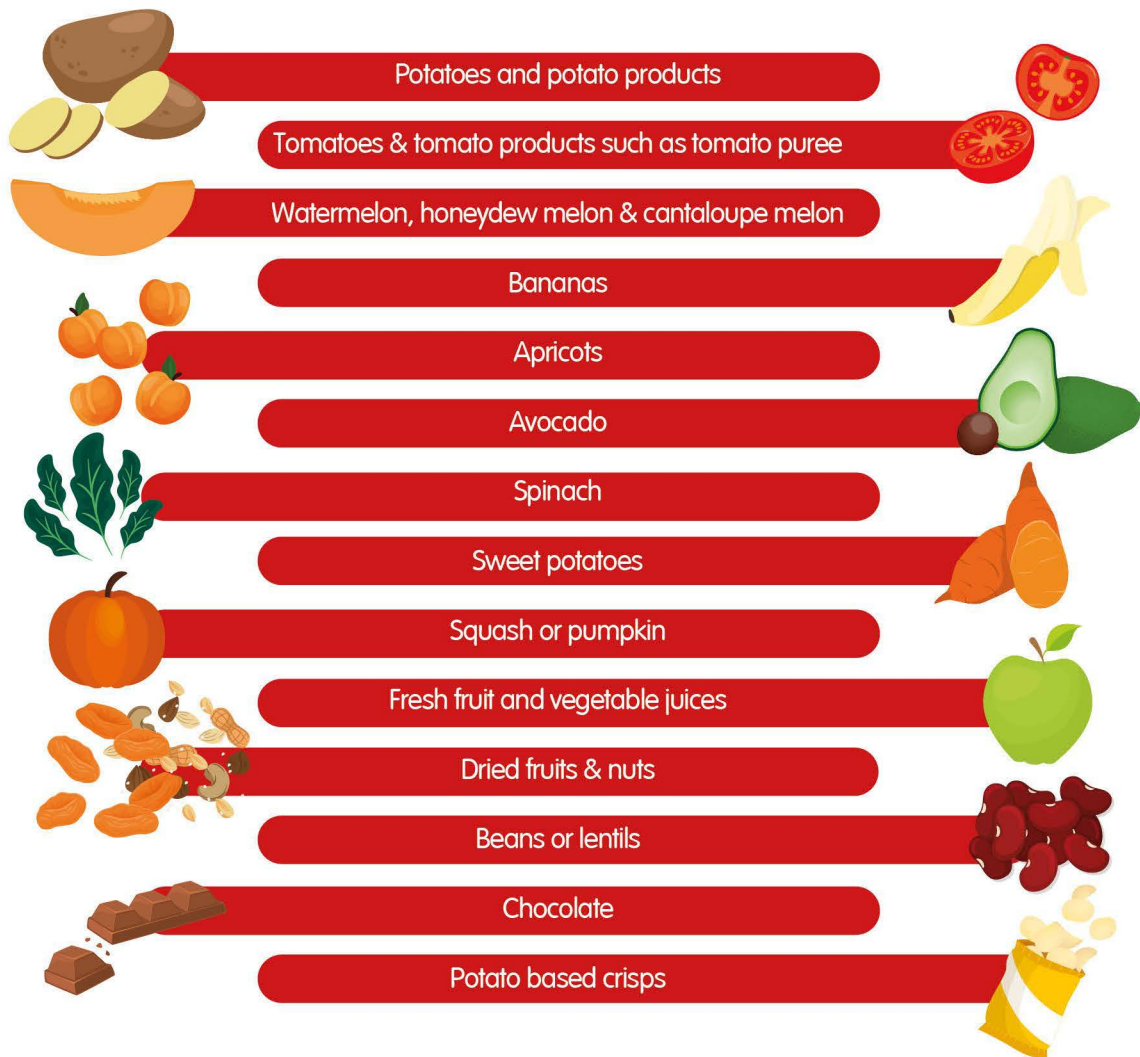 Potatoes and potato products
Tomatoes & tomato products such as tomato puree
Watermelon, honeydew melon & cantaloupe melon
Bananas
Apricots
Avocado
Spinach
Sweet potatoes
Squash or pumpkin
Fresh fruit and vegetable juices
Dried fruits & nuts
Beans or lentils
Chocolate
Potato based crisps